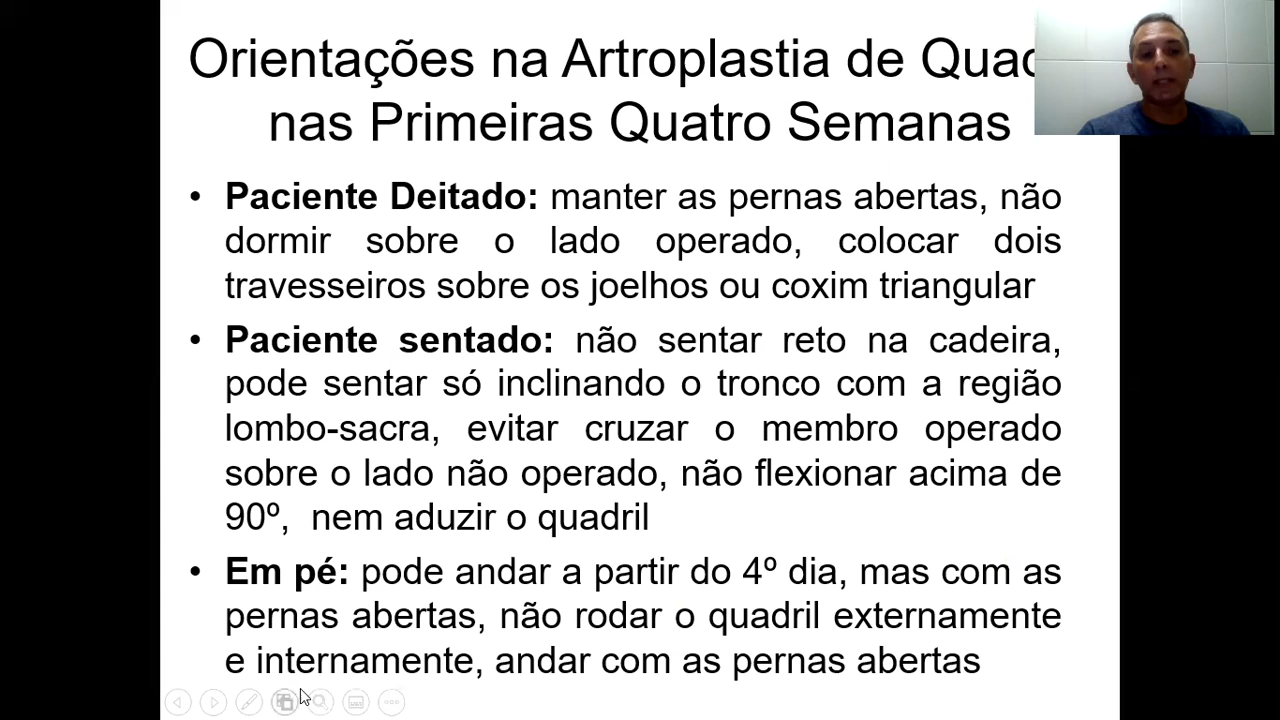 Orientações na Artroplastia de Quad
nas Primeiras Quatro Semanas
• Paciente Deitado: manter as pernas abertas, não
dormir sobre o lado operado, colocar dois
travesseiros sobre os joelhos ou coxim triangular
• Paciente sentado: não sentar reto na cadeira,
pode sentar só inclinando o tronco com a região
lombo-sacra, evitar cruzar o membro operado
sobre o lado não operado, não flexionar acima de
90º, nem aduzir o quadril
• Em pé: pode andar a partir do 4º dia, mas com as
pernas abertas, não rodar o quadril externamente
e internamente, andar com as pernas abertas